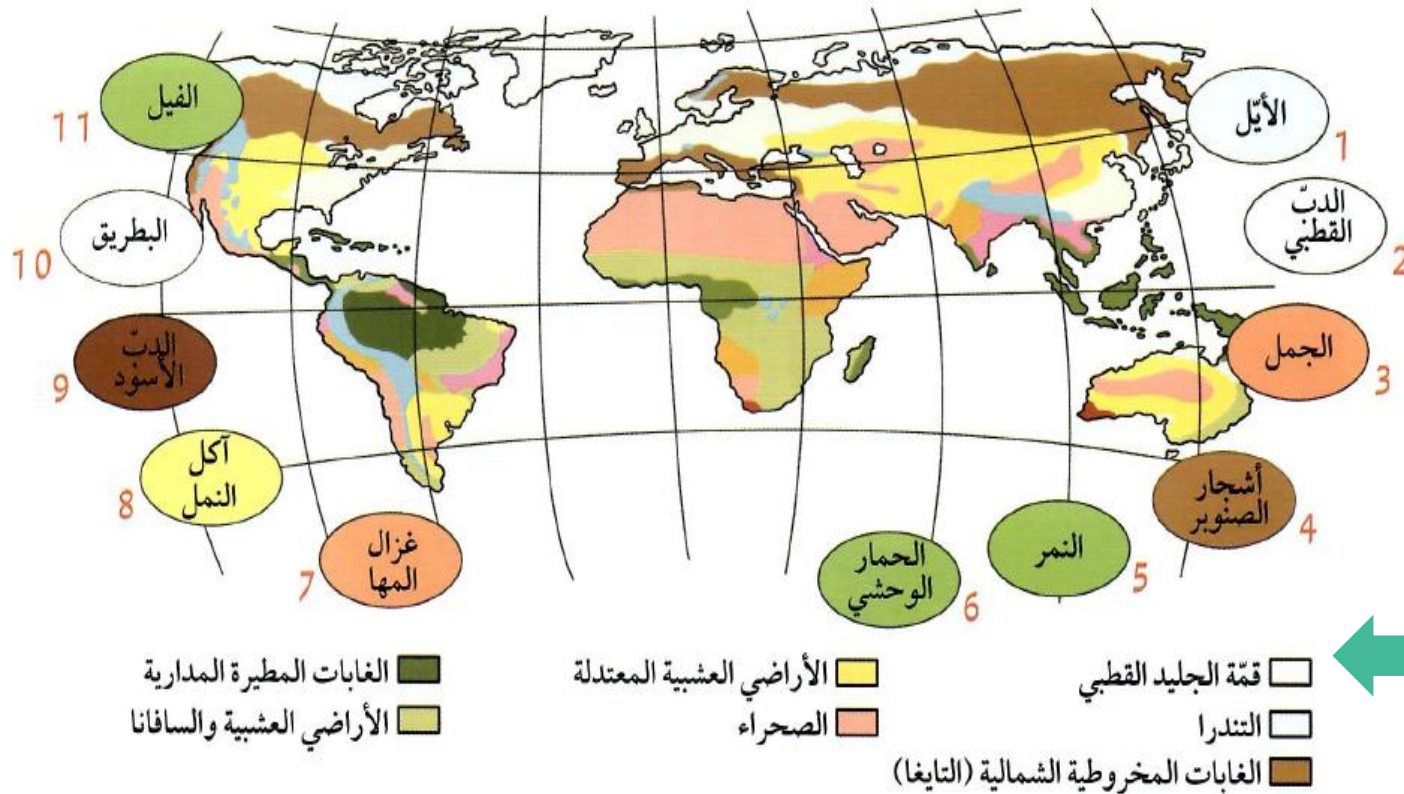 الأيّل
1
الدبّ
القطبي
2
الجمل
3
أشجار
الصنوبر
4
النمر
5
الحمار
الوحشي
6
غزال
المها
7
آكل
النمل
8
الدبّ
الأسود
9
البطريق
10
الفيل
11
قمّة الجليد القطبي
التندرا
الغابات المخروطية الشمالية (التايغا)
الأراضي العشبية المعتدلة
الصحراء
الغابات المطيرة المدارية
الأراضي العشبية والسافانا